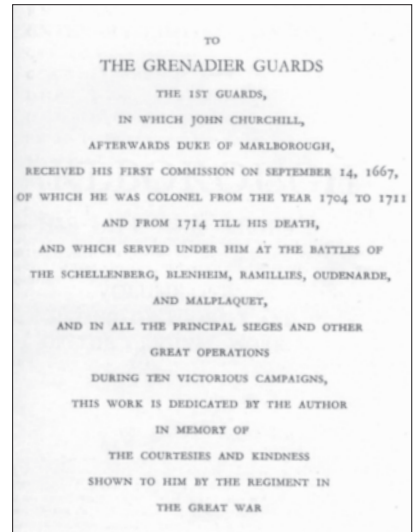 TO
THE GRENADIER GUARDS
THE 1ST GUARDS,
IN WHICH JOHN CHURCHILL,
AFTERWARDS DUKE OF MARLBOROUGH,
RECEIVED HIS FIRST COMMISSION ON SEPTEMBER 14, 1667,
OF WHICH HE WAS COLONEL FROM THE YEAR 1704 TO 1711
AND FROM 1714 TILL HIS DEATH,
AND WHICH SERVED UNDER HIM AT THE BATTLES OF
THE SCHELLENBERG, BLENHEIM, RAMILLIES, OUDENARDE,
AND MALPLAQUET,
AND IN ALL THE PRINCIPAL SIEGES AND OTHER
GREAT OPERATIONS
DURING TEN VICTORIOUS CAMPAIGNS,
THIS WORK IS DEDICATED BY THE AUTHOR
IN MEMORY OF
THE COURTESIES AND KINDNESS
SHOWN TO HIM BY THE REGIMENT IN
THE GREAT WAR